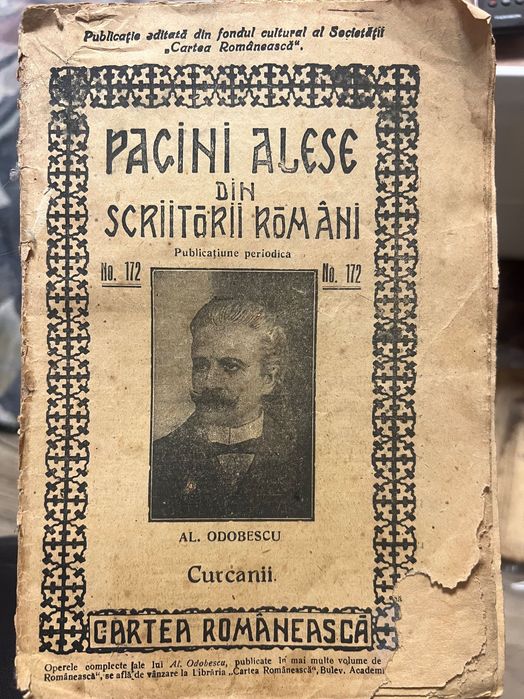 Publicație editată din fondul cultural al Societății
„Cartea Românească".
PAGINI ALESE
DIN
SCRIITORII ROMÂNI
Publicațiune periodica
No. 172 No. 172
AL. ODOBESCU
Curcanii.
CARTEA ROMÂNEASCĂ
Operele complecte ale lui Al. Odobescu, publicate în mai multe volume de
Românească", se află de vânzare la Librăria „Cartea Românească", Bulev. Academi